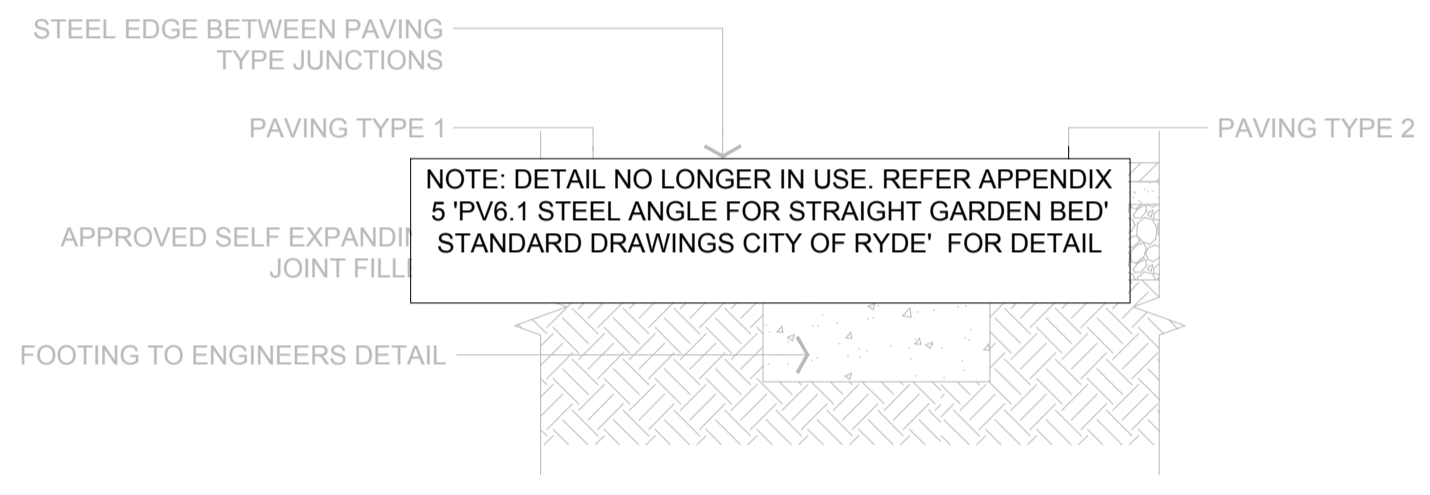 STEEL EDGE BETWEEN PAVING
TYPE JUNCTIONS
PAVING TYPE 1
PAVING TYPE 2
NOTE: DETAIL NO LONGER IN USE. REFER APPENDIX
5 'PV6.1 STEEL ANGLE FOR STRAIGHT GARDEN BED'
STANDARD DRAWINGS CITY OF RYDE' FOR DETAIL
APPROVED SELF
JOINT
FOOTING TO ENGINEERS DETAIL